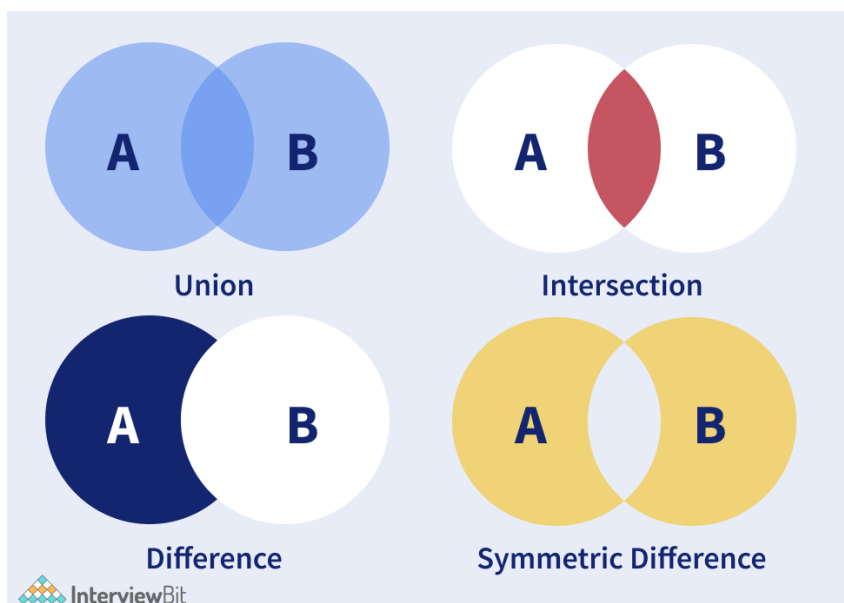 A B
A B
Union
Intersection
A B
A B
Difference
Symmetric Difference
InterviewBit